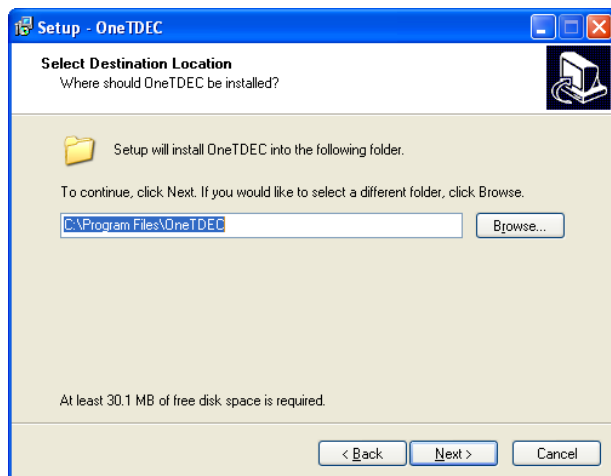 Setup - OneTDEC
Select Destination Location
Where should OneTDEC be installed?
Setup will install OneTDEC into the following folder.
To continue, click Next. If you would like to select a different folder, click Browse.
C:\Program Files\OneTDEC
Browse...
At least 30.1 MB of free disk space is required.
< Back
Next >
Cancel